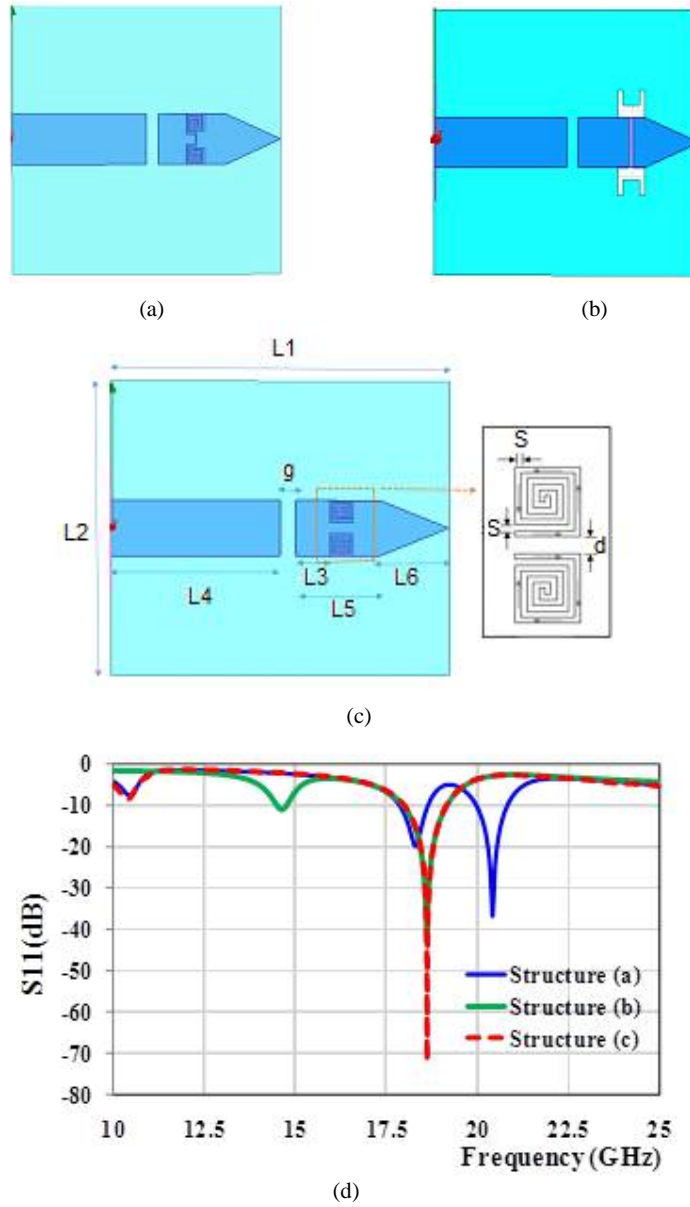 (a)
(b)
L1
L2
g
L3
L4
L5
L6
S
S
d
(c)
0
-10
-20
-30
-40
-50
-60
-70
-80
S11(dB)
Structure (a)
Structure (b)
Structure (c)
10 12.5 15 17.5 20 22.5 25
Frequency (GHz)
(d)